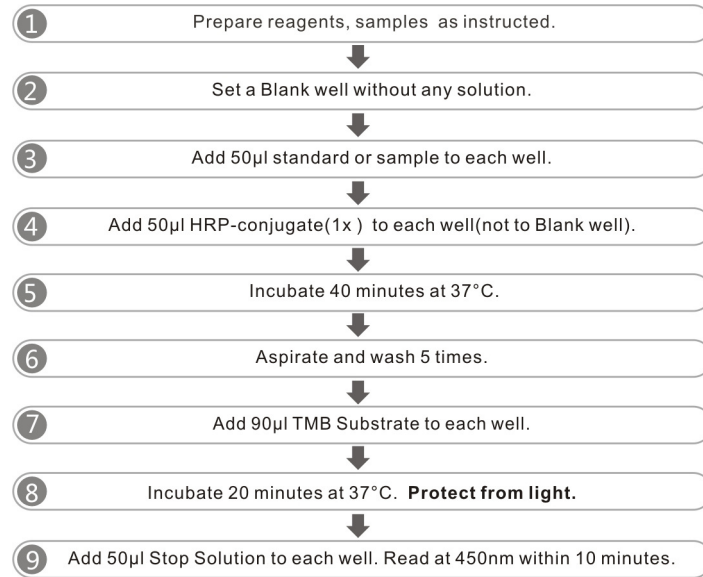 1 Prepare reagents, samples as instructed.
2 Set a Blank well without any solution.
3 Add 50μl standard or sample to each well.
4 Add 50μl HRP-conjugate(1x ) to each well(not to Blank well).
5 Incubate 40 minutes at 37°C.
6 Aspirate and wash 5 times.
7 Add 90μl TMB Substrate to each well.
8 Incubate 20 minutes at 37°C. Protect from light.
9 Add 50μl Stop Solution to each well. Read at 450nm within 10 minutes.